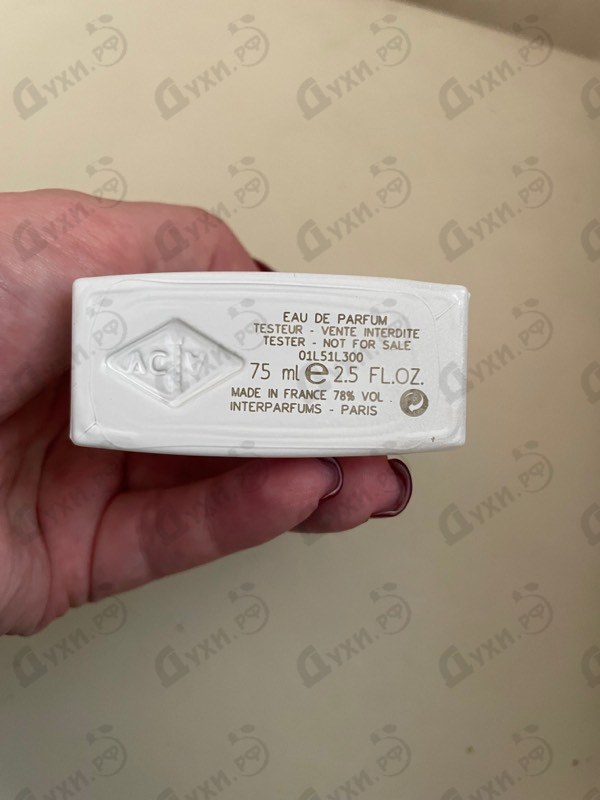 EAU DE PARFUM
TESTEUR - VENTE INTERDITE
TESTER - NOT FOR SALE
01L51L300
75 ml e 2.5 FL.OZ.
MADE IN FRANCE 78% VOL.
INTERPARFUMS - PARIS
Духи.рф